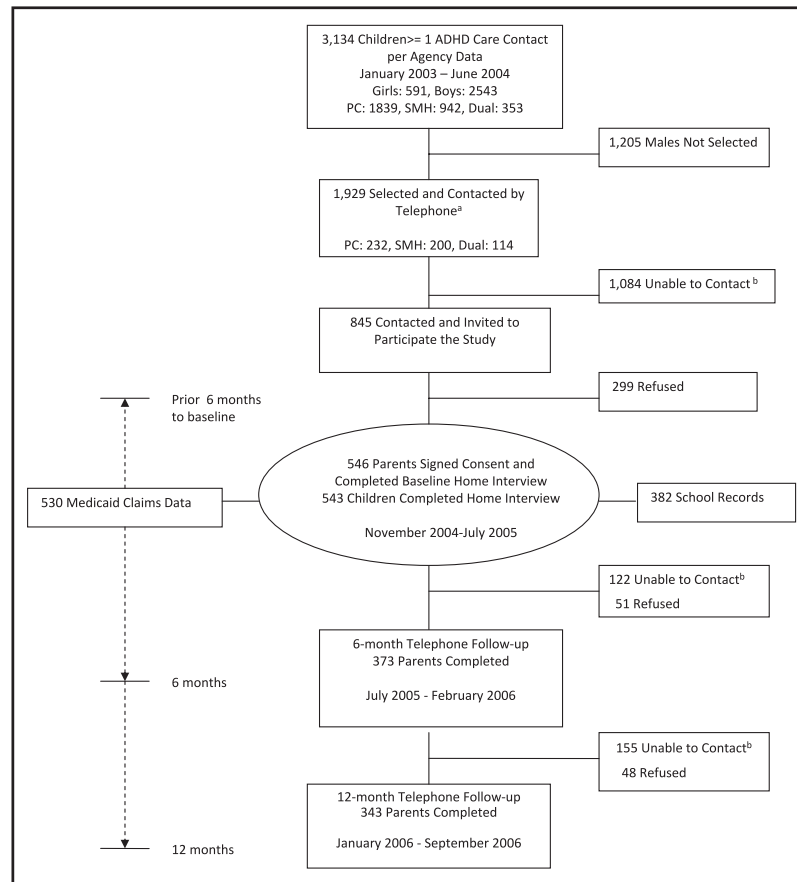 3,134 Children>= 1 ADHD Care Contact
per Agency Data
January 2003 – June 2004
Girls: 591, Boys: 2543
PC: 1839, SMH: 942, Dual: 353
1,205 Males Not Selected
1,929 Selected and Contacted by
Telephoneᵃ
PC: 232, SMH: 200, Dual: 114
1,084 Unable to Contact ᵇ
845 Contacted and Invited to
Participate the Study
299 Refused
Prior 6 months
to baseline
546 Parents Signed Consent and
Completed Baseline Home Interview
543 Children Completed Home Interview
November 2004-July 2005
530 Medicaid Claims Data
382 School Records
122 Unable to Contactᵇ
51 Refused
6-month Telephone Follow-up
373 Parents Completed
July 2005 - February 2006
6 months
155 Unable to Contactᵇ
48 Refused
12-month Telephone Follow-up
343 Parents Completed
January 2006 - September 2006
12 months